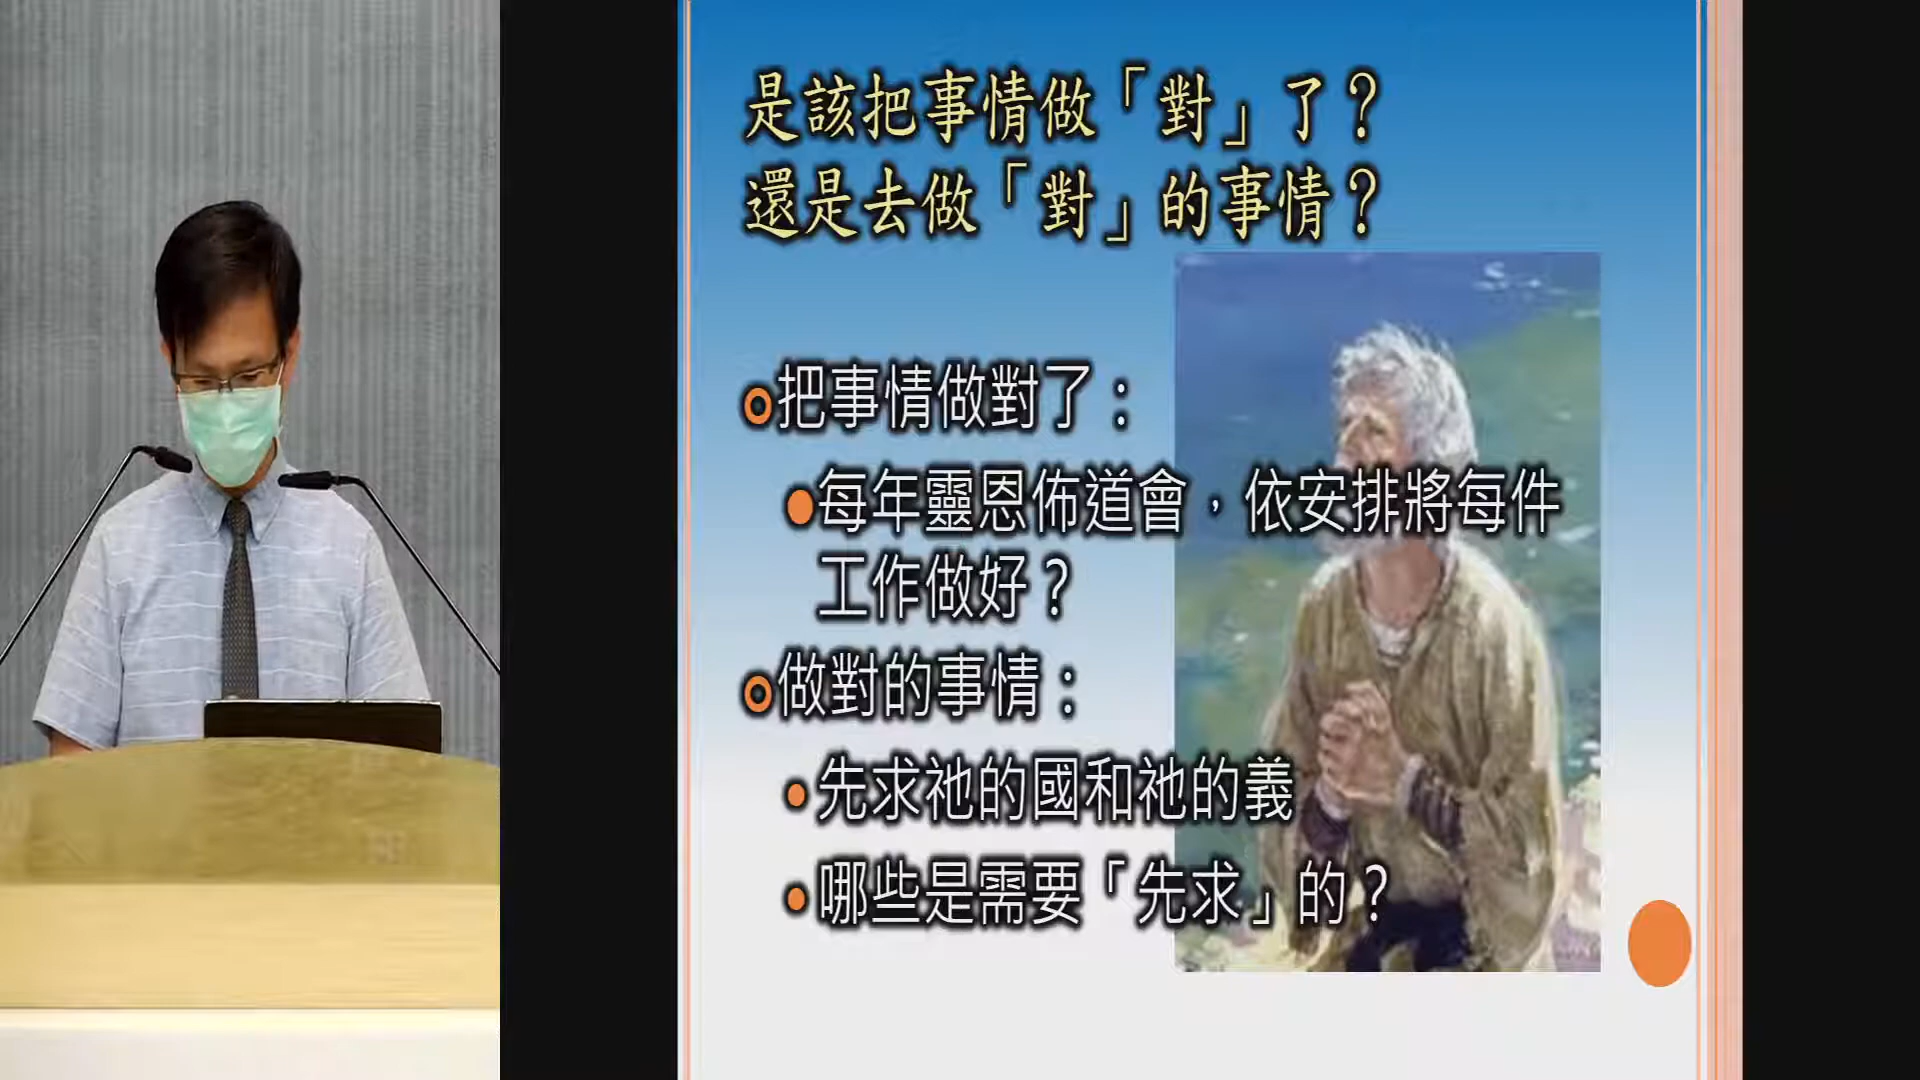 是該把事情做「對」了？
還是去做「對」的事情？
把事情做對了：
每年靈恩佈道會，依安排將每件
工作做好？
做對的事情：
先求祂的國和祂的義
哪些是需要「先求」的？